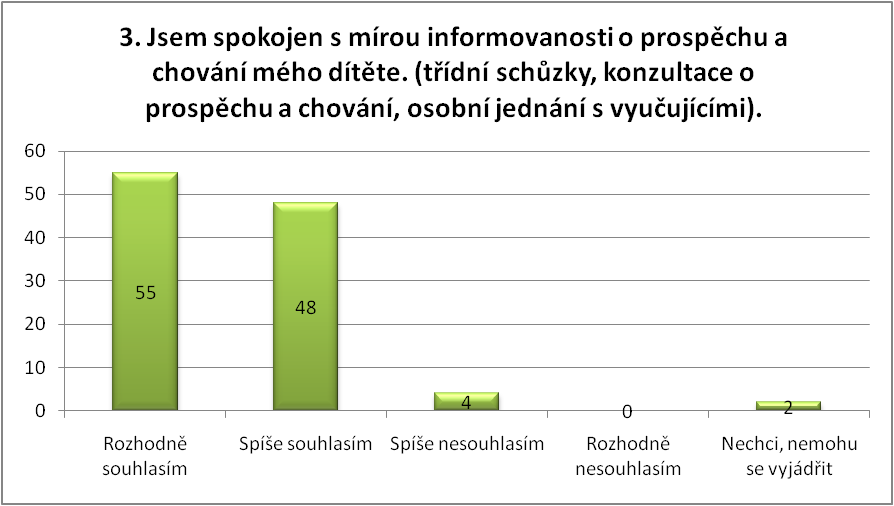 3. Jsem spokojen s mírou informovanosti o prospěchu a
chování mého dítěte. (třídní schůzky, konzultace o
prospěchu a chování, osobní jednání s vyučujícími).
60
50
40
30
20
10
0
55
48
4
0
2
Rozhodně
souhlasím
Spíše souhlasím
Spíše nesouhlasím
Rozhodně
nesouhlasím
Nechci, nemohu
se vyjádřit